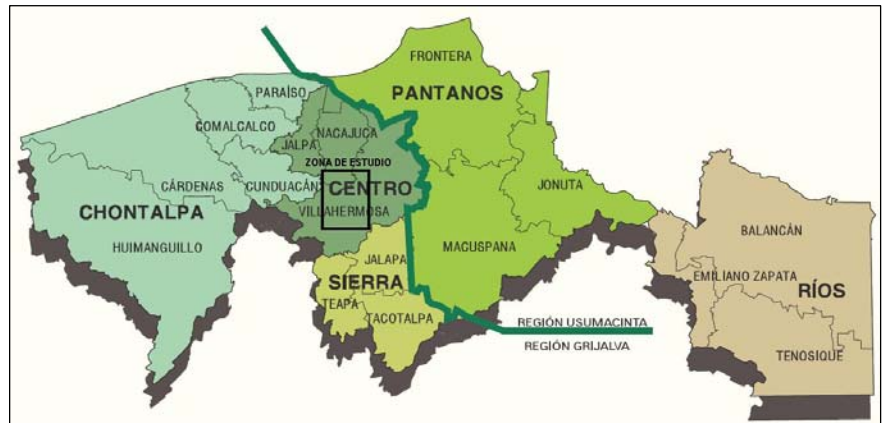 FRONTERA
PARAÍSO
PANTANOS
COMALCALCO
NACAJUCA
JALPA
ZONA DE ESTUDIO
CÁRDENAS
CUNDUACÁN
CENTRO
JONUTA
CHONTALPA
VILLAHERMOSA
BALANCÁN
HUIMANGUILLO
MACUSPANA
JALAPA
EMILIANO ZAPATA
SIERRA
RÍOS
TEAPA
TACOTALPA
REGIÓN USUMACINTA
REGIÓN GRIJALVA
TENOSIQUE